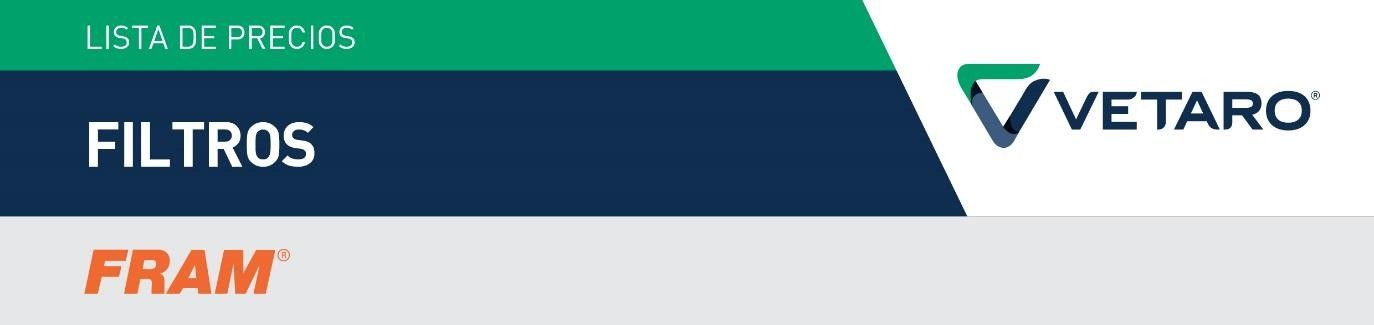 LISTA DE PRECIOS
FILTROS
VETARO®
FRAM®